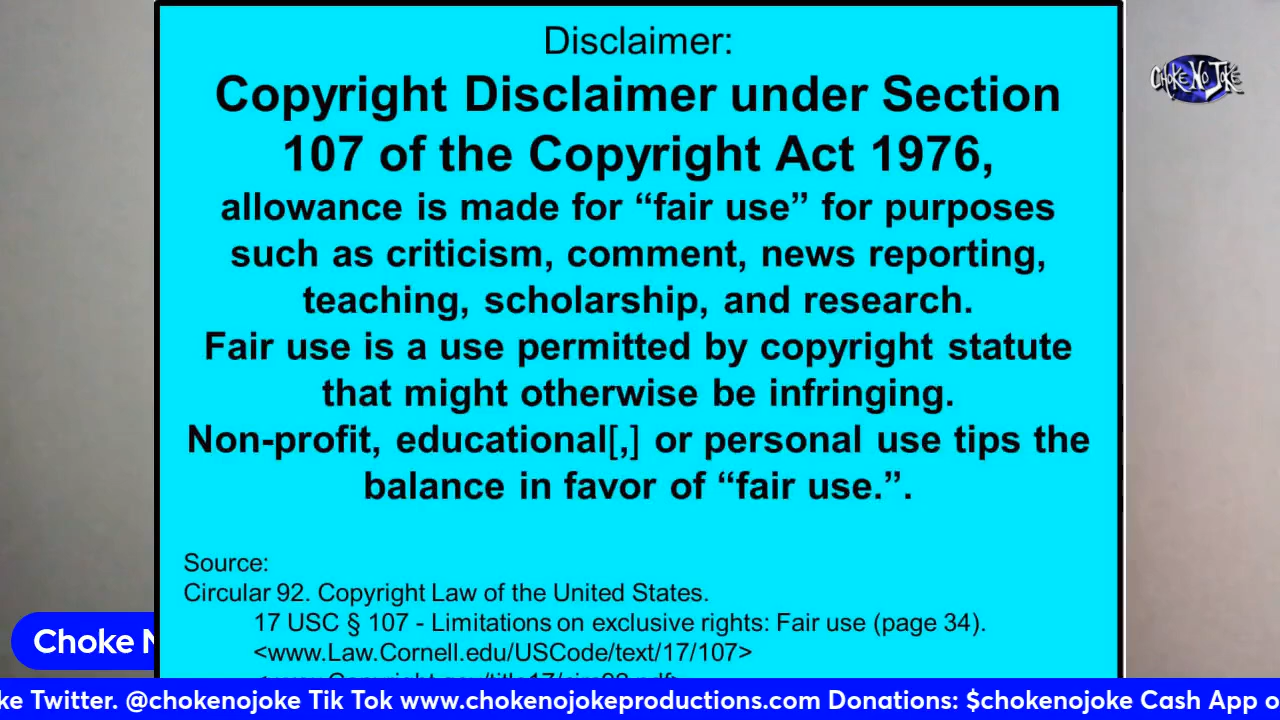 Disclaimer:
Copyright Disclaimer under Section
107 of the Copyright Act 1976,
allowance is made for “fair use” for purposes
such as criticism, comment, news reporting,
teaching, scholarship, and research.
Fair use is a use permitted by copyright statute
that might otherwise be infringing.
Non-profit, educational[,] or personal use tips the
balance in favor of “fair use.”.
Source:
Circular 92. Copyright Law of the United States.
17 USC § 107 - Limitations on exclusive rights: Fair use (page 34).
<www.Law.Cornell.edu/USCode/text/17/107>
CHOKE NO JOKE
Choke N
ke Twitter. @chokenojoke Tik Tok www.chokenojokeproductions.com Donations: $chokenojoke Cash App o